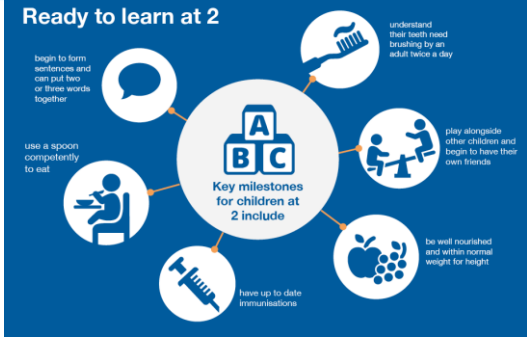 Ready to learn at 2
understand
their teeth need
brushing by an
adult twice a day
begin to form
sentences and
can put two
or three words
together
A
B C
Key milestones
for children at
2 include
play alongside
other children and
begin to have their
own friends
use a spoon
competently
to eat
be well nourished
and within normal
weight for height
have up to date
immunisations